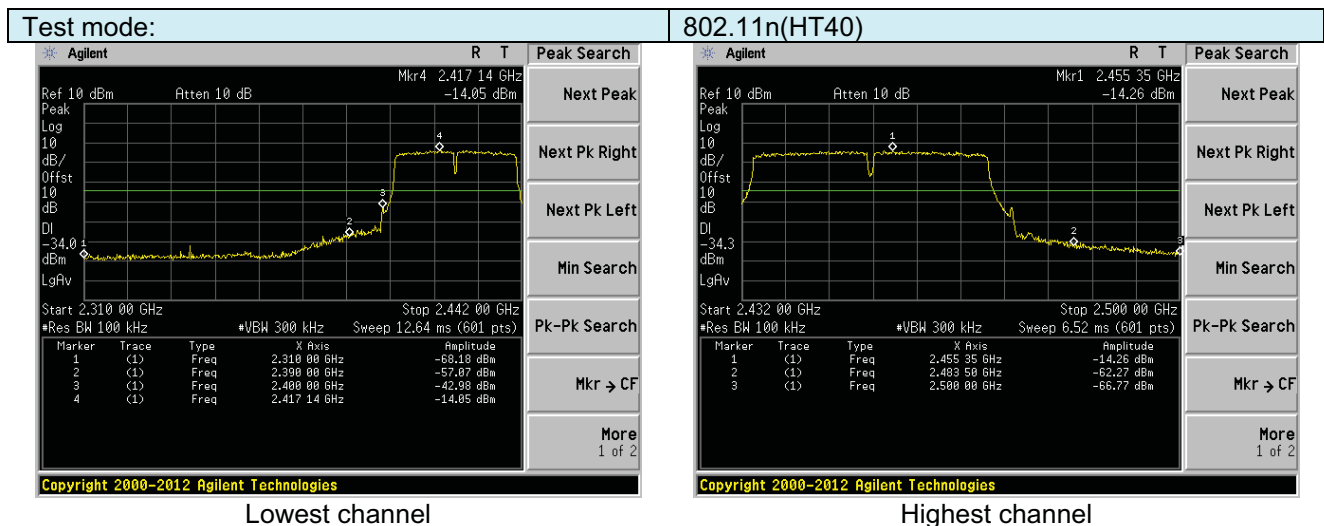 Test mode: 802.11n(HT40)
Agilent R T Peak Search
Mkr4 2.417 14 GHz
Ref 10 dBm Atten 10 dB -14.05 dBm
Peak
Log
10
dB/
Offst
10
dB
DI
-34.0
dBm
LgAv
1
2
3
4
Start 2.310 00 GHz Stop 2.442 00 GHz
#Res BW 100 kHz #VBW 300 kHz Sweep 12.64 ms (601 pts)
Marker Trace Type X Axis Amplitude
1 (1) Freq 2.310 00 GHz -68.18 dBm
2 (1) Freq 2.390 00 GHz -57.07 dBm
3 (1) Freq 2.400 00 GHz -42.98 dBm
4 (1) Freq 2.417 14 GHz -14.05 dBm
Next Peak
Next Pk Right
Next Pk Left
Min Search
Pk-Pk Search
Mkr → CF
More
1 of 2
Copyright 2000-2012 Agilent Technologies
Lowest channel
Agilent R T Peak Search
Mkr1 2.455 35 GHz
Ref 10 dBm Atten 10 dB -14.26 dBm
Peak
Log
10
dB/
Offst
10
dB
DI
-34.3
dBm
LgAv
1
2
3
Start 2.432 00 GHz Stop 2.500 00 GHz
#Res BW 100 kHz #VBW 300 kHz Sweep 6.52 ms (601 pts)
Marker Trace Type X Axis Amplitude
1 (1) Freq 2.455 35 GHz -14.26 dBm
2 (1) Freq 2.483 50 GHz -62.27 dBm
3 (1) Freq 2.500 00 GHz -66.77 dBm
Next Peak
Next Pk Right
Next Pk Left
Min Search
Pk-Pk Search
Mkr → CF
More
1 of 2
Copyright 2000-2012 Agilent Technologies
Highest channel